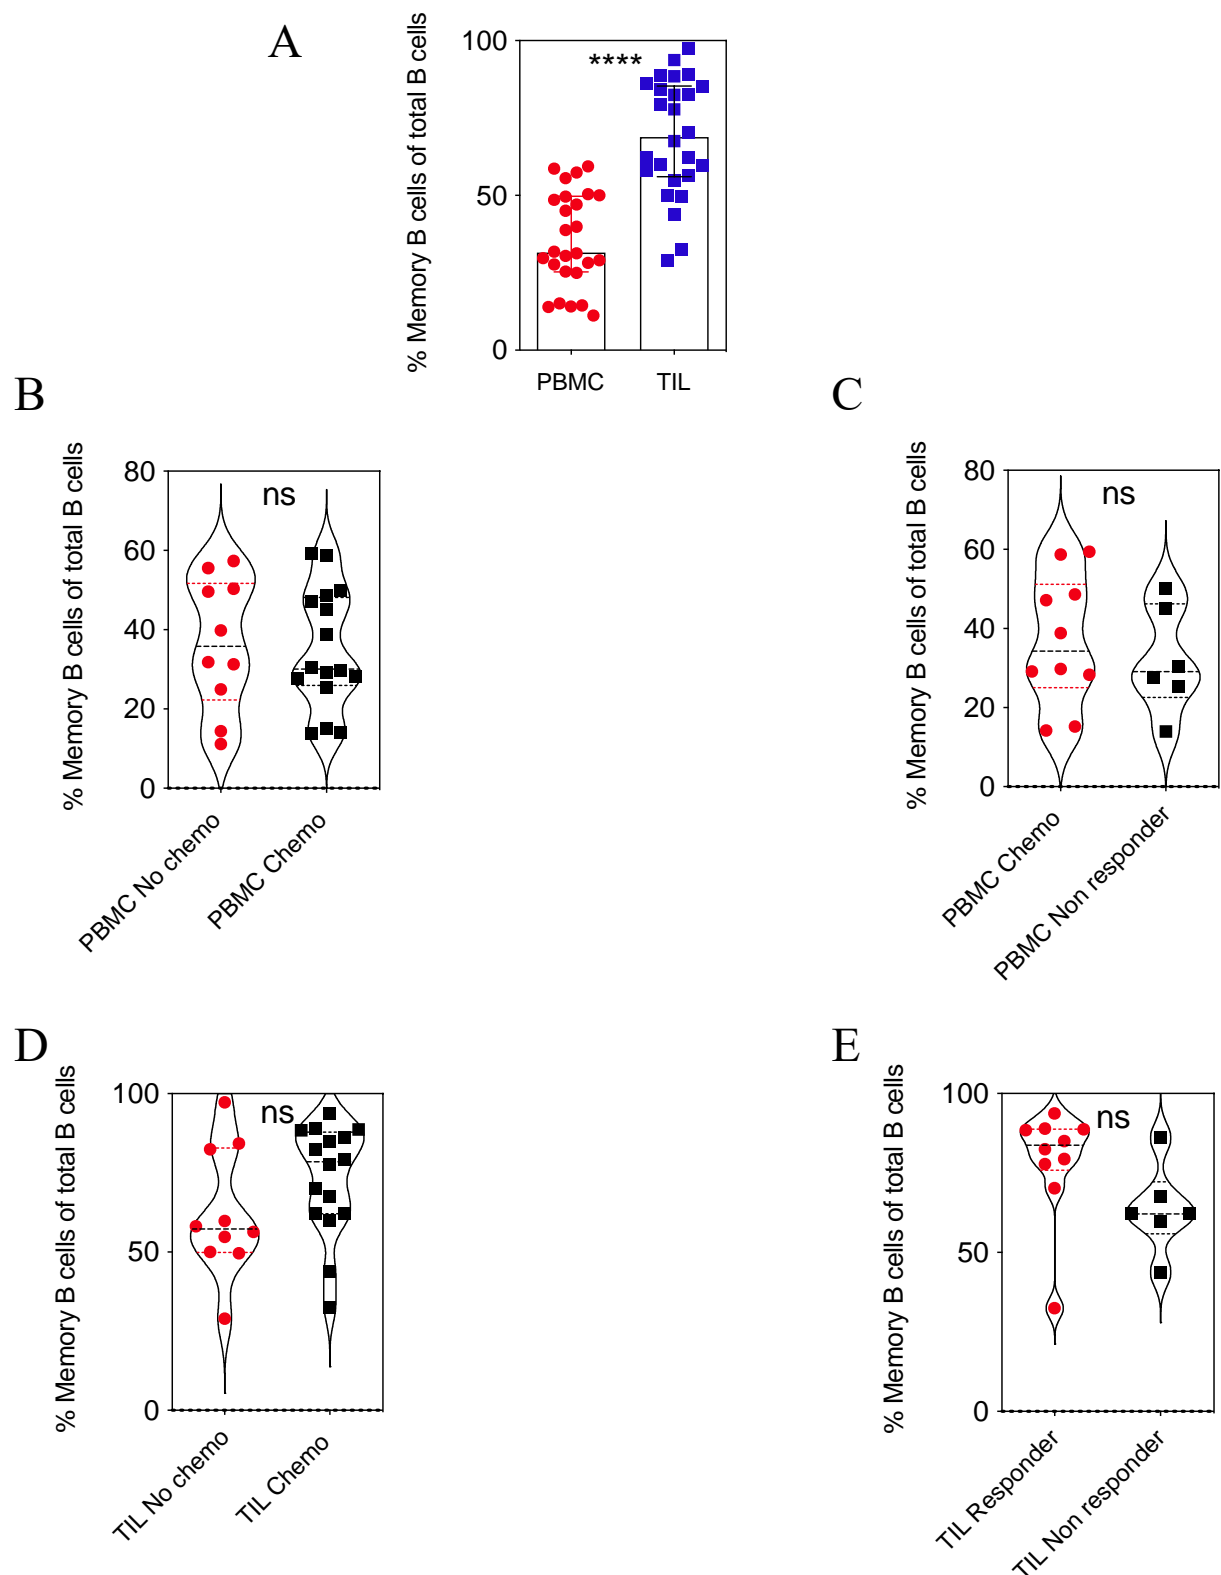 A
% Memory B cells of total B cells
100
50
0
****
PBMC
TIL
B
% Memory B cells of total B cells
80
60
40
20
0
ns
PBMC No chemo
PBMC Chemo
C
% Memory B cells of total B cells
80
60
40
20
0
ns
PBMC Chemo
PBMC Non responder
D
% Memory B cells of total B cells
100
50
0
ns
TIL No chemo
TIL Chemo
E
% Memory B cells of total B cells
100
50
0
ns
TIL Responder
TIL Non responder